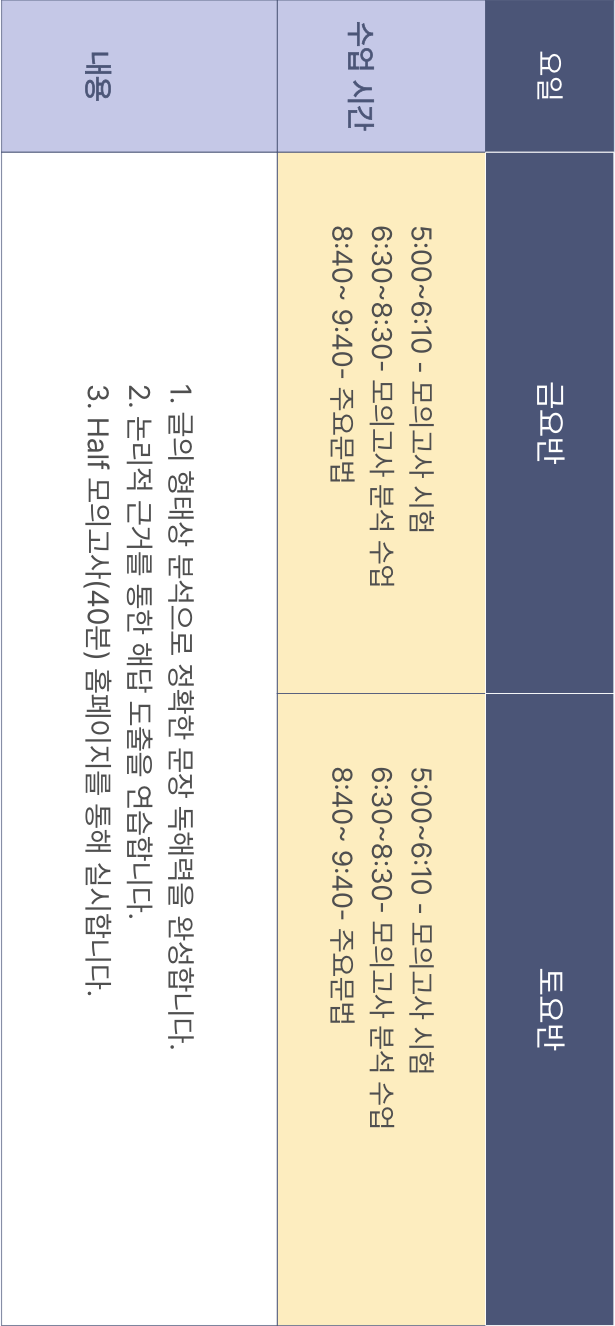 요일
금요반
토요반
수업 시간
5:00~6:10 - 모의고사 시험
6:30~8:30- 모의고사 분석 수업
8:40~ 9:40- 주요문법
5:00~6:10 - 모의고사 시험
6:30~8:30- 모의고사 분석 수업
8:40~ 9:40- 주요문법
내용
1. 글의 형태상 분석으로 정확한 문장 독해력을 완성합니다.
2. 논리적 근거를 통한 해답 도출을 연습합니다.
3. Half 모의고사(40분) 홈페이지를 통해 실시합니다.